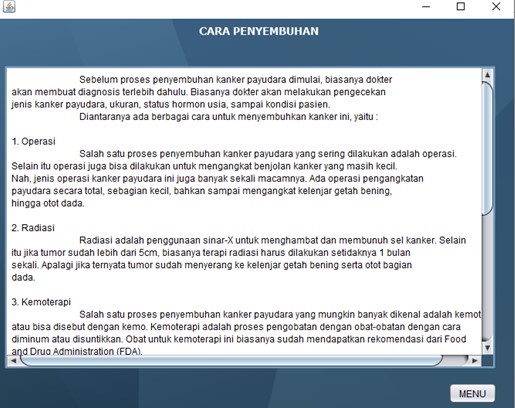 CARA PENYEMBUHAN
Sebelum proses penyembuhan kanker payudara dimulai, biasanya dokter
akan membuat diagnosis terlebih dahulu. Biasanya dokter akan melakukan pengecekan
jenis kanker payudara, ukuran, status hormon usia, sampai kondisi pasien.
Diantaranya ada berbagai cara untuk menyembuhkan kanker ini, yaitu :
1. Operasi
Salah satu proses penyembuhan kanker payudara yang sering dilakukan adalah operasi.
Selain itu operasi juga bisa dilakukan untuk mengangkat benjolan kanker yang masih kecil.
Nah, jenis operasi kanker payudara ini juga banyak sekali macamnya. Ada operasi pengangkatan
payudara secara total, sebagian kecil, bahkan sampai mengangkat kelenjar getah bening,
hingga otot dada.
2. Radiasi
Radiasi adalah penggunaan sinar-X untuk menghambat dan membunuh sel kanker. Selain
itu jika tumor sudah lebih dari 5cm, biasanya terapi radiasi harus dilakukan setidaknya 1 bulan
sekali. Apalagi jika ternyata tumor sudah menyerang ke kelenjar getah bening serta otot bagian
dada.
3. Kemoterapi
Salah satu proses penyembuhan kanker payudara yang mungkin banyak dikenal adalah kemot
atau bisa disebut dengan kemo. Kemoterapi adalah proses pengobatan dengan obat-obatan dengan cara
diminum atau disuntikkan. Obat untuk kemoterapi ini biasanya sudah mendapatkan rekomendasi dari Food
and Drug Administration (FDA).
MENU